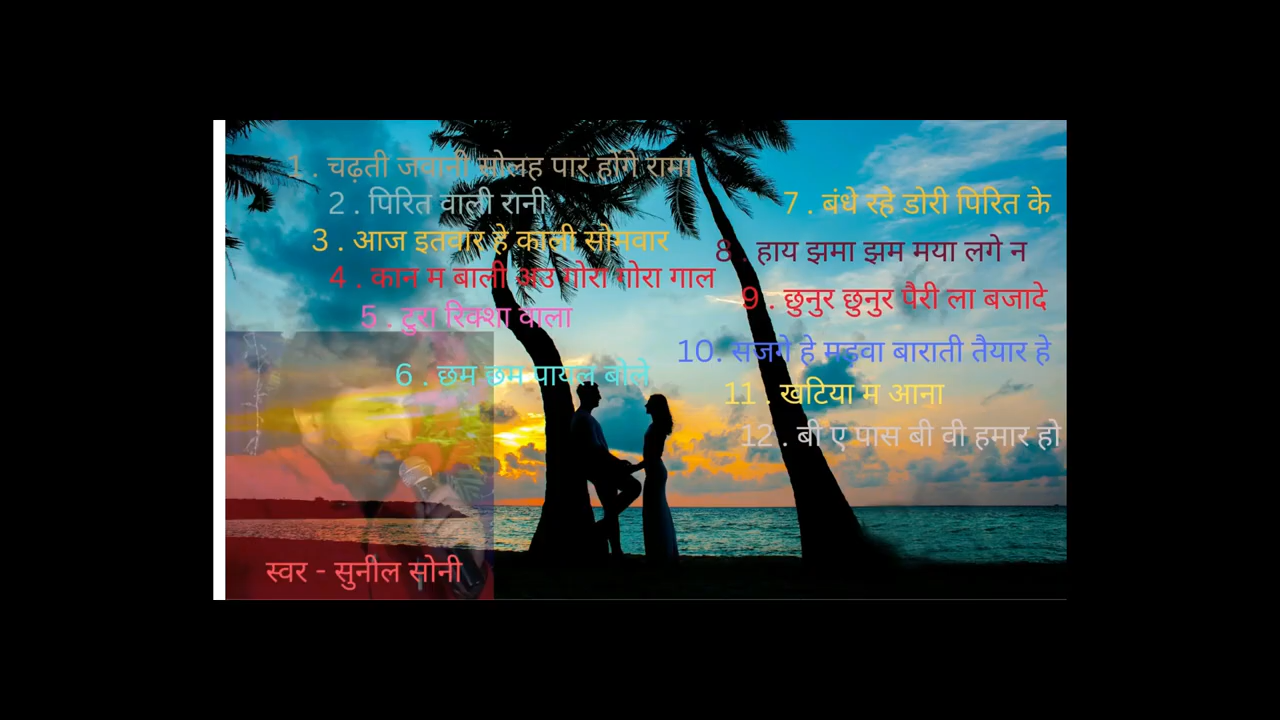 1 . चढ़ती जवानी सोलह पार होगे रामा
2 . पिरित वाली रानी
3 . आज इतवार हे काली सोमवार
4 . कान म बाली अउ गोरा गोरा गाल
5 . टुरा रिक्शा वाला
6 . छम छम पायल बोले
7 . बंधे रहे डोरी पिरित के
8 . हाय झमा झम मया लगे न
9 . छुनुर छुनुर पैरी ला बजादे
10. सजगे हे मड़वा बाराती तैयार हे
11 . खटिया म आना
12 . बी ए पास बी वी हमार हो
स्वर - सुनील सोनी